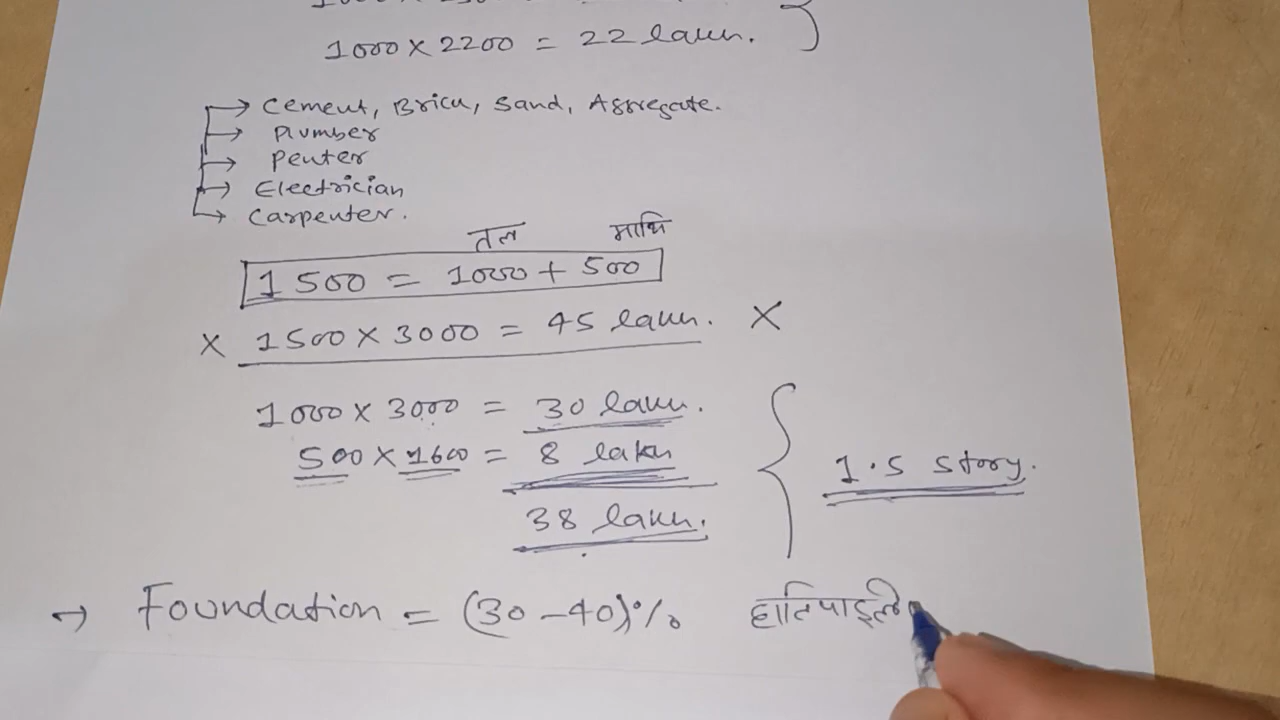 1000 × 2200 = 22 lakh.
→ Cement, Brick, Sand, Aggregate.
→ Plumber
→ Penter
→ Electrician
→ Carpenter.
तल माथि
1500 = 1000 + 500
× 1500 × 3000 = 45 lakh. ×
1000 × 3000 = 30 lakh.
500 × 1600 = 8 lakh
38 lakh.
1.5 story.
→ Foundation = (30-40)% हात्तिपाइले